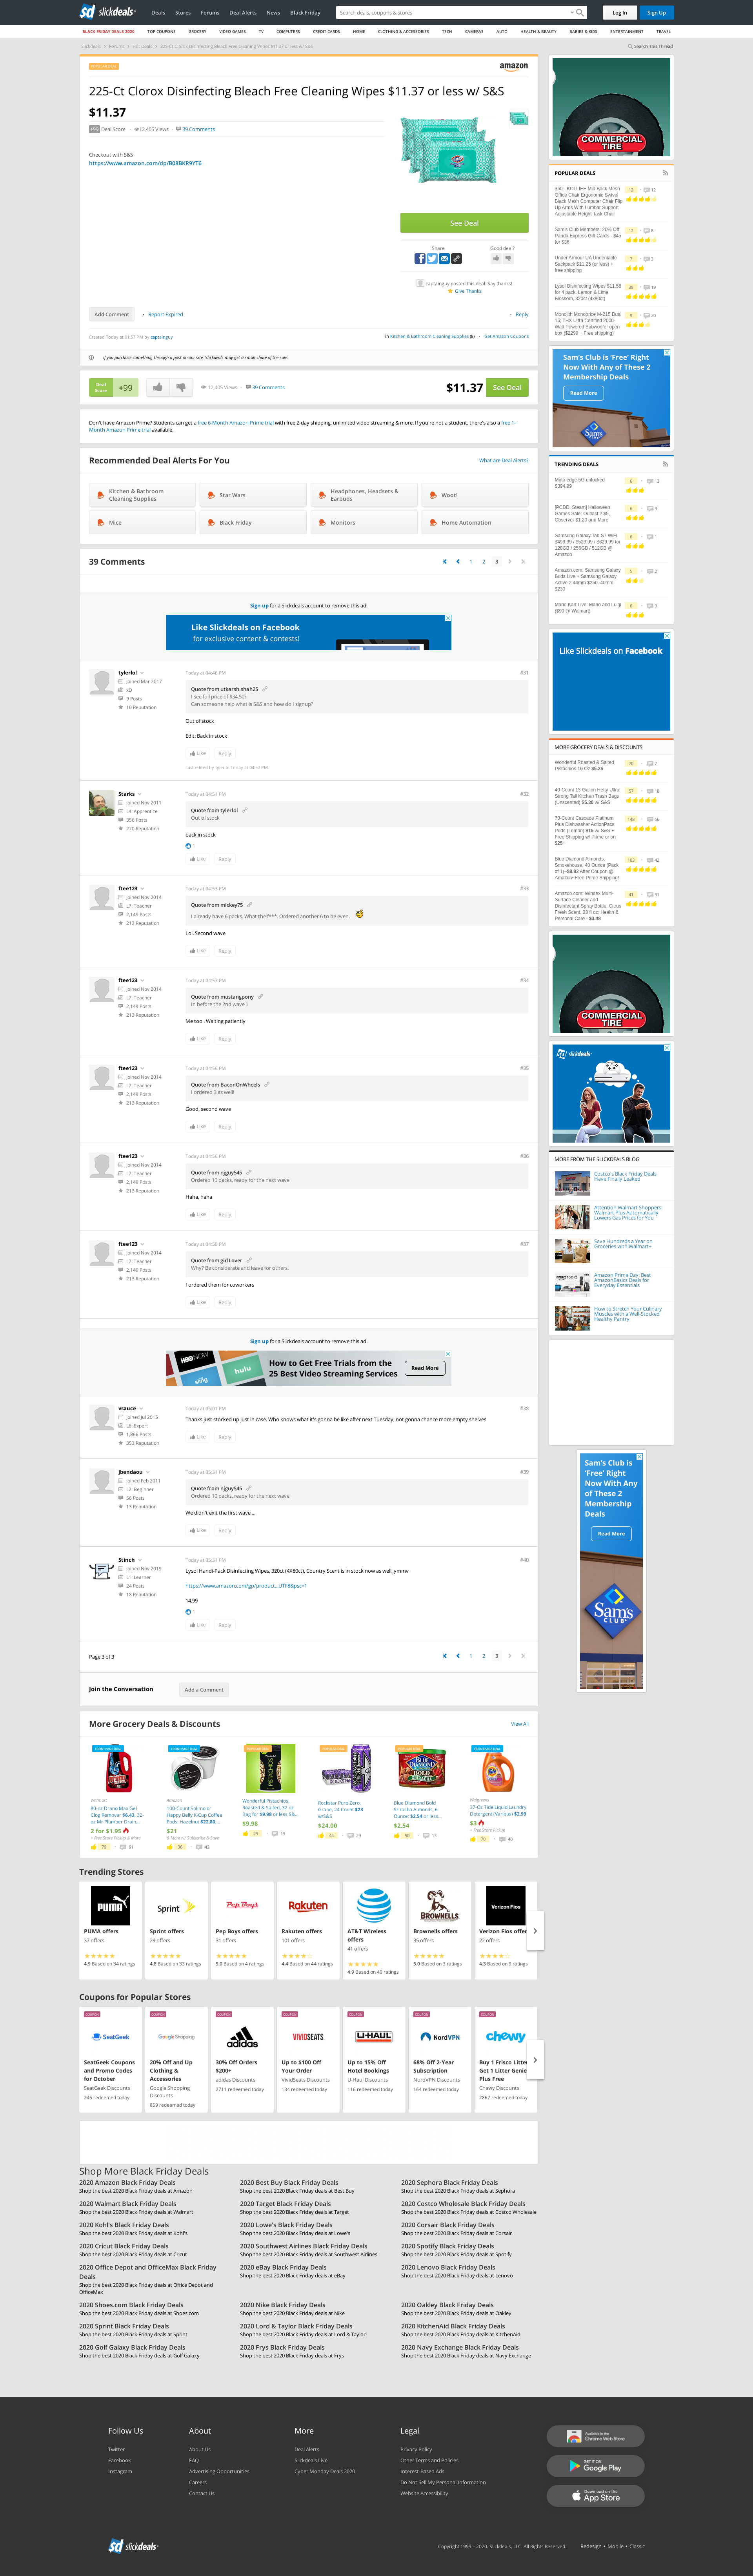 slickdeals
Deals Stores Forums Deal Alerts News Black Friday
Search deals, coupons & stores
Log In Sign Up
BLACK FRIDAY DEALS 2020 TOP COUPONS GROCERY VIDEO GAMES TV COMPUTERS CREDIT CARDS HOME CLOTHING & ACCESSORIES TECH CAMERAS AUTO HEALTH & BEAUTY BABIES & KIDS ENTERTAINMENT TRAVEL
Slickdeals > Forums > Hot Deals > 225-Ct Clorox Disinfecting Bleach Free Cleaning Wipes $11.37 or less w/ S&S
Search This Thread
amazon
225-Ct Clorox Disinfecting Bleach Free Cleaning Wipes $11.37 or less w/ S&S
$11.37
+99 Deal Score 12,405 Views 39 Comments
Checkout with S&S
https://www.amazon.com/dp/B08BKR9YT6
See Deal
Share
Good deal?
captainguy posted this deal. Say thanks!
Give Thanks
Add Comment Report Expired
Reply
Created Today at 01:57 PM by captainguy
in Kitchen & Bathroom Cleaning Supplies (8) Get Amazon Coupons
If you purchase something through a post on our site, Slickdeals may get a small share of the sale.
Deal Score +99
12,405 Views 39 Comments
$11.37 See Deal
Don't have Amazon Prime? Students can get a free 6-Month Amazon Prime trial with free 2-day shipping, unlimited video streaming & more. If you're not a student, there's also a free 1-
Month Amazon Prime trial available.
Recommended Deal Alerts For You
What are Deal Alerts?
Kitchen & Bathroom Cleaning Supplies
Star Wars
Headphones, Headsets & Earbuds
Woot!
Mice
Black Friday
Monitors
Home Automation
39 Comments
1 2 3
Sign up for a Slickdeals account to remove this ad.
Like Slickdeals on Facebook
for exclusive content & contests!
tylerlol
Joined Mar 2017
xD
9 Posts
10 Reputation
Today at 04:46 PM
#31
Quote from utkarsh.shah25
I see full price of $34.50?
Can someone help what is S&S and how do I signup?
Out of stock
Edit: Back in stock
Like Reply
Last edited by tylerlol Today at 04:52 PM.
Starks
Joined Nov 2011
L4: Apprentice
356 Posts
270 Reputation
Today at 04:51 PM
#32
Quote from tylerlol
Out of stock
back in stock
1
Like Reply
ftee123
Joined Nov 2014
L7: Teacher
2,149 Posts
213 Reputation
Today at 04:53 PM
#33
Quote from mickey75
I already have 6 packs. What the f***. Ordered another 6 to be even.
Lol. Second wave
Like Reply
ftee123
Joined Nov 2014
L7: Teacher
2,149 Posts
213 Reputation
Today at 04:53 PM
#34
Quote from mustangpony
In before the 2nd wave !
Me too . Waiting patiently
Like Reply
ftee123
Joined Nov 2014
L7: Teacher
2,149 Posts
213 Reputation
Today at 04:56 PM
#35
Quote from BaconOnWheels
I ordered 3 as well!
Good, second wave
Like Reply
ftee123
Joined Nov 2014
L7: Teacher
2,149 Posts
213 Reputation
Today at 04:56 PM
#36
Quote from njguy545
Ordered 10 packs, ready for the next wave
Haha, haha
Like Reply
ftee123
Joined Nov 2014
L7: Teacher
2,149 Posts
213 Reputation
Today at 04:58 PM
#37
Quote from girlLover
Why? Be considerate and leave for others.
I ordered them for coworkers
Like Reply
Sign up for a Slickdeals account to remove this ad.
HBO NOW
sling
hulu
How to Get Free Trials from the
25 Best Video Streaming Services
Read More
vsauce
Joined Jul 2015
L6: Expert
1,866 Posts
353 Reputation
Today at 05:01 PM
#38
Thanks just stocked up just in case. Who knows what it's gonna be like after next Tuesday, not gonna chance more empty shelves
Like Reply
jbendaou
Joined Feb 2011
L2: Beginner
56 Posts
13 Reputation
Today at 05:31 PM
#39
Quote from njguy545
Ordered 10 packs, ready for the next wave
We didn't exit the first wave ...
Like Reply
Stinch
Joined Nov 2019
L1: Learner
24 Posts
18 Reputation
Today at 05:31 PM
#40
Lysol Handi-Pack Disinfecting Wipes, 320ct (4X80ct), Country Scent is in stock now as well, ymmv
https://www.amazon.com/gp/product...UTF8&psc=1
14.99
1
Like Reply
Page 3 of 3
1 2 3
Join the Conversation
Add a Comment
More Grocery Deals & Discounts
View All
Walmart
80-oz Drano Max Gel
Clog Remover $6.43, 32-
oz Mr Plumber Drain...
2 for $1.95
+ Free Store Pickup & More
79 61
Amazon
100-Count Solimo or
Happy Belly K-Cup Coffee
Pods: Hazelnut $22.80,...
$21
& More w/ Subscribe & Save
36 42
Wonderful Pistachios,
Roasted & Salted, 32 oz
Bag for $9.98 or less S&...
$9.98
29 19
Rockstar Pure Zero,
Grape, 24 Count $23
w/S&S
$24.00
44 29
Blue Diamond Bold
Sriracha Almonds, 6
Ounce: $2.54 or less...
$2.54
50 13
Walgreens
37-Oz Tide Liquid Laundry
Detergent (Various) $2.99
$3
+ Free Store Pickup
70 40
Trending Stores
PUMA offers
37 offers
4.9 Based on 34 ratings
Sprint
Sprint offers
29 offers
4.8 Based on 33 ratings
Pep Boys
Pep Boys offers
31 offers
5.0 Based on 4 ratings
Rakuten
Rakuten offers
101 offers
4.4 Based on 44 ratings
AT&T
AT&T Wireless
offers
41 offers
4.9 Based on 40 ratings
BROWNELLS
Brownells offers
35 offers
5.0 Based on 3 ratings
Verizon Fios
Verizon Fios offers
22 offers
4.3 Based on 9 ratings
Coupons for Popular Stores
COUPON
SeatGeek
SeatGeek Coupons
and Promo Codes
for October
SeatGeek Discounts
245 redeemed today
COUPON
Google Shopping
20% Off and Up
Clothing &
Accessories
Google Shopping
Discounts
859 redeemed today
COUPON
adidas
30% Off Orders
$200+
adidas Discounts
2711 redeemed today
COUPON
VIVIDSEATS
Up to $100 Off
Your Order
VividSeats Discounts
134 redeemed today
COUPON
U-HAUL
Up to 15% Off
Hotel Bookings
U-Haul Discounts
116 redeemed today
COUPON
NordVPN
68% Off 2-Year
Subscription
NordVPN Discounts
164 redeemed today
COUPON
chewy
Buy 1 Frisco Litter,
Get 1 Litter Genie
Plus Free
Chewy Discounts
2867 redeemed today
Shop More Black Friday Deals
2020 Amazon Black Friday Deals
Shop the best 2020 Black Friday deals at Amazon
2020 Best Buy Black Friday Deals
Shop the best 2020 Black Friday deals at Best Buy
2020 Sephora Black Friday Deals
Shop the best 2020 Black Friday deals at Sephora
2020 Walmart Black Friday Deals
Shop the best 2020 Black Friday deals at Walmart
2020 Target Black Friday Deals
Shop the best 2020 Black Friday deals at Target
2020 Costco Wholesale Black Friday Deals
Shop the best 2020 Black Friday deals at Costco Wholesale
2020 Kohl's Black Friday Deals
Shop the best 2020 Black Friday deals at Kohl's
2020 Lowe's Black Friday Deals
Shop the best 2020 Black Friday deals at Lowe's
2020 Corsair Black Friday Deals
Shop the best 2020 Black Friday deals at Corsair
2020 Cricut Black Friday Deals
Shop the best 2020 Black Friday deals at Cricut
2020 Southwest Airlines Black Friday Deals
Shop the best 2020 Black Friday deals at Southwest Airlines
2020 Spotify Black Friday Deals
Shop the best 2020 Black Friday deals at Spotify
2020 Office Depot and OfficeMax Black Friday
Deals
Shop the best 2020 Black Friday deals at Office Depot and
OfficeMax
2020 eBay Black Friday Deals
Shop the best 2020 Black Friday deals at eBay
2020 Lenovo Black Friday Deals
Shop the best 2020 Black Friday deals at Lenovo
2020 Shoes.com Black Friday Deals
Shop the best 2020 Black Friday deals at Shoes.com
2020 Nike Black Friday Deals
Shop the best 2020 Black Friday deals at Nike
2020 Oakley Black Friday Deals
Shop the best 2020 Black Friday deals at Oakley
2020 Sprint Black Friday Deals
Shop the best 2020 Black Friday deals at Sprint
2020 Lord & Taylor Black Friday Deals
Shop the best 2020 Black Friday deals at Lord & Taylor
2020 KitchenAid Black Friday Deals
Shop the best 2020 Black Friday deals at KitchenAid
2020 Golf Galaxy Black Friday Deals
Shop the best 2020 Black Friday deals at Golf Galaxy
2020 Frys Black Friday Deals
Shop the best 2020 Black Friday deals at Frys
2020 Navy Exchange Black Friday Deals
Shop the best 2020 Black Friday deals at Navy Exchange
COMMERCIAL
TIRE
POPULAR DEALS
$60 - KOLLIEE Mid Back Mesh
Office Chair Ergonomic Swivel
Black Mesh Computer Chair Flip
Up Arms With Lumbar Support
Adjustable Height Task Chair
12 12
Sam's Club Members: 20% Off
Panda Express Gift Cards - $45
for $36
12 8
Under Armour UA Undeniable
Sackpack $11.25 (or less) +
free shipping
7 3
Lysol Disinfecting Wipes $11.58
for 4 pack, Lemon & Lime
Blossom, 320ct (4x80ct)
28 19
Monolith Monoprice M-215 Dual
15; THX Ultra Certified 2000-
Watt Powered Subwoofer open
box ($2299 + Free shipping)
8 20
Sam's Club is 'Free' Right
Now With Any of These 2
Membership Deals
Read More
Sam's
TRENDING DEALS
Moto edge 5G unlocked
$394.99
6 13
[PCDD, Steam] Halloween
Games Sale: Outlast 2 $5,
Observer $1.20 and More
6 3
Samsung Galaxy Tab S7 WiFi,
$499.99 / $529.99 / $629.99 for
128GB / 256GB / 512GB @
Amazon
6 1
Amazon.com: Samsung Galaxy
Buds Live + Samsung Galaxy
Active 2 44mm $250. 40mm
$230
5 2
Mario Kart Live: Mario and Luigi
($90 @ Walmart)
6 9
Like Slickdeals on Facebook
MORE GROCERY DEALS & DISCOUNTS
Wonderful Roasted & Salted
Pistachios 16 Oz $5.25
20 7
40-Count 13-Gallon Hefty Ultra
Strong Tall Kitchen Trash Bags
(Unscented) $5.30 w/ S&S
57 18
70-Count Cascade Platinum
Plus Dishwasher ActionPacs
Pods (Lemon) $15 w/ S&S +
Free Shipping w/ Prime or on
$25+
146 66
Blue Diamond Almonds,
Smokehouse, 40 Ounce (Pack
of 1)~$8.92 After Coupon @
Amazon~Free Prime Shipping!
103 42
Amazon.com: Windex Multi-
Surface Cleaner and
Disinfectant Spray Bottle, Citrus
Fresh Scent, 23 fl oz: Health &
Personal Care - $3.48
41 31
COMMERCIAL
TIRE
slickdeals
MORE FROM THE SLICKDEALS BLOG
Costco's Black Friday Deals
Have Finally Leaked
Attention Walmart Shoppers:
Walmart Plus Automatically
Lowers Gas Prices for You
Save Hundreds a Year on
Groceries with Walmart+
Amazon Prime Day: Best
AmazonBasics Deals for
Everyday Essentials
How to Stretch Your Culinary
Muscles with a Well-Stocked
Healthy Pantry
Sam's Club is
'Free' Right
Now With Any
of These 2
Membership
Deals
Read More
Sam's
CLUB
Follow Us
Twitter
Facebook
Instagram
About
About Us
FAQ
Advertising Opportunities
Careers
Contact Us
More
Deal Alerts
Slickdeals Live
Cyber Monday Deals 2020
Legal
Privacy Policy
Other Terms and Policies
Interest-Based Ads
Do Not Sell My Personal Information
Website Accessibility
Available in the
Chrome Web Store
GET IT ON
Google Play
Download on the
App Store
slickdeals
Copyright 1999 – 2020. Slickdeals, LLC. All Rights Reserved. Redesign • Mobile • Classic